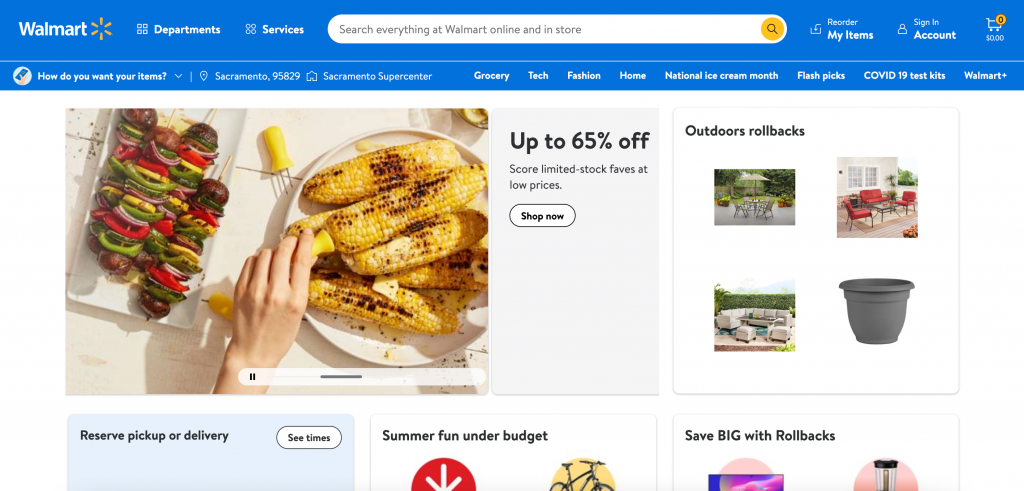 Walmart
Departments
Services
Search everything at Walmart online and in store
Reorder
My Items
Sign In
Account
0
$0.00
How do you want your items?
Sacramento, 95829
Sacramento Supercenter
Grocery
Tech
Fashion
Home
National ice cream month
Flash picks
COVID 19 test kits
Walmart+
Up to 65% off
Score limited-stock faves at
low prices.
Shop now
Outdoors rollbacks
Reserve pickup or delivery
See times
Summer fun under budget
Save BIG with Rollbacks